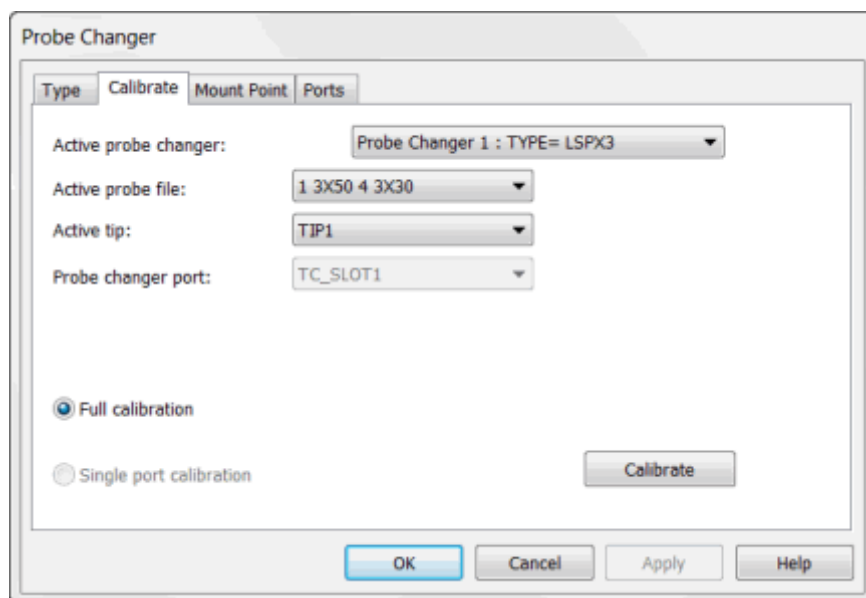 Probe Changer
Type Calibrate Mount Point Ports
Active probe changer: Probe Changer 1 : TYPE= LSPX3
Active probe file: 1 3X50 4 3X30
Active tip: TIP1
Probe changer port: TC_SLOT1
Full calibration
Single port calibration Calibrate
OK Cancel Apply Help